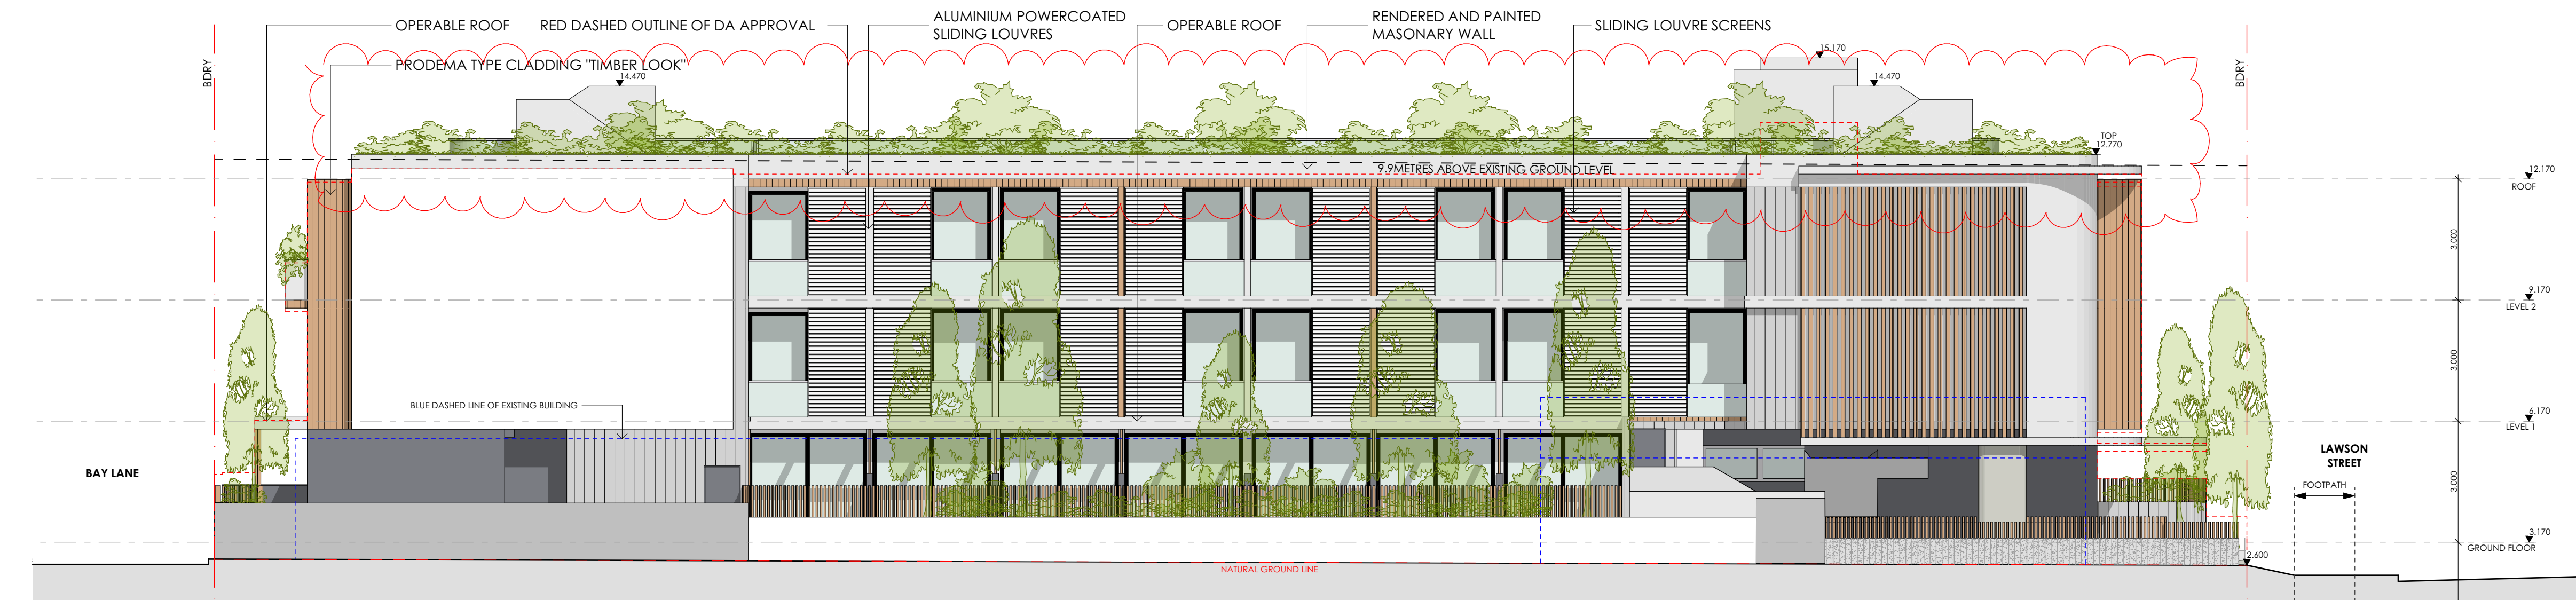 OPERABLE ROOF
RED DASHED OUTLINE OF DA APPROVAL
ALUMINIUM POWERCOATED
SLIDING LOUVRES
OPERABLE ROOF
RENDERED AND PAINTED
MASONARY WALL
SLIDING LOUVRE SCREENS
BDRY
PRODEMA TYPE CLADDING "TIMBER LOOK"
14.470
15.170
14.470
BDRY
TOP
12.770
9.9METRES ABOVE EXISTING GROUND LEVEL
12.170
ROOF
3,000
9.170
LEVEL 2
3,000
BLUE DASHED LINE OF EXISTING BUILDING
6.170
LEVEL 1
BAY LANE
LAWSON
STREET
FOOTPATH
3,000
3.170
GROUND FLOOR
2.600
NATURAL GROUND LINE